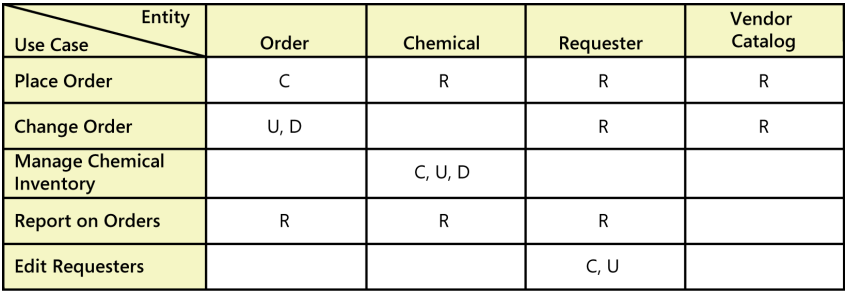 Entity
Use Case
Order
Chemical
Requester
Vendor
Catalog
Place Order
C
R
R
R
Change Order
U, D
R
R
Manage Chemical
Inventory
C, U, D
Report on Orders
R
R
R
Edit Requesters
C, U